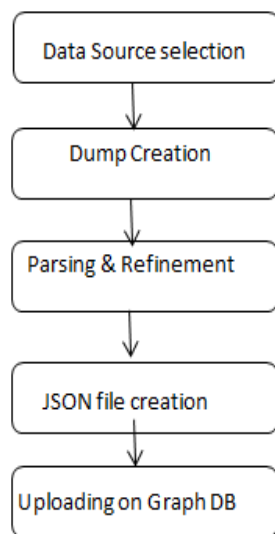 Data Source selection
Dump Creation
Parsing & Refinement
JSON file creation
Uploading on Graph DB